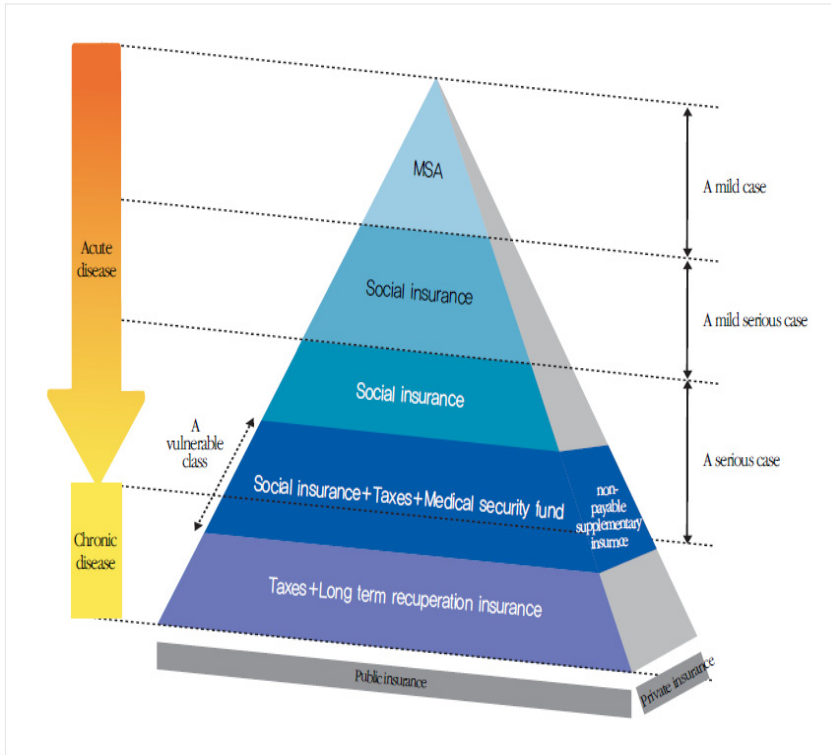 MSA
A mild case
Acute
disease
Social insurance
A mild serious case
Social insurance
A
vulnerable
class
A serious case
Social insurance+Taxes+Medical security fund
non-
payable
supplementary
insurnce
Chronic
disease
Taxes+Long term recuperation insurance
Public insurance
Private insurance